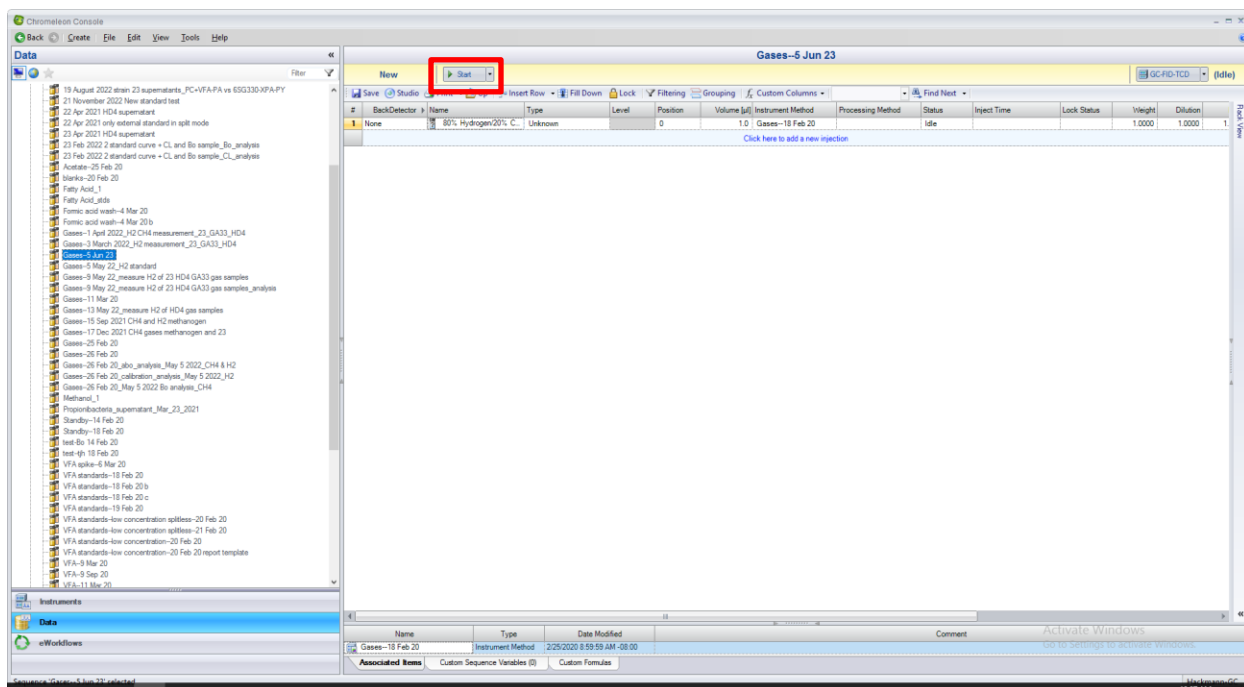 Chromeleon Console
Back Create File Edit View Tools Help
Data «
Filter
19 August 2022 strain 23 supernatants_PC+VFA-PA vs 6SG330-XPA-PY
21 November 2022 New standard test
22 Apr 2021 HD4 supernatant
22 Apr 2021 only external standard in split mode
23 Apr 2021 HD4 supernatant
23 Feb 2022 2 standard curve + CL and Bo sample_Bo_analysis
23 Feb 2022 2 standard curve + CL and Bo sample_CL_analysis
Acetate--25 Feb 20
blanks--20 Feb 20
Fatty Acid_1
Fatty Acid_stds
Formic acid wash--4 Mar 20
Formic acid wash--4 Mar 20 b
Gases--1 April 2022_H2 CH4 measurement_23_GA33_HD4
Gases--3 March 2022_H2 measurement_23_GA33_HD4
Gases--5 Jun 23
Gases--5 May 22_H2 standard
Gases--9 May 22_measure H2 of 23 HD4 GA33 gas samples
Gases--9 May 22_measure H2 of 23 HD4 GA33 gas samples_analysis
Gases--11 Mar 20
Gases--13 May 22_measure H2 of HD4 gas samples
Gases--15 Sep 2021 CH4 and H2 methanogen
Gases--17 Dec 2021 CH4 gases methanogen and 23
Gases--25 Feb 20
Gases--26 Feb 20
Gases--26 Feb 20_abo_analysis_May 5 2022_CH4 & H2
Gases--26 Feb 20_calibration_analysis_May 5 2022_H2
Gases--26 Feb 20_May 5 2022 Bo analysis_CH4
Methanol_1
Propionibacteria_supernatant_Mar_23_2021
Standby--14 Feb 20
Standby--18 Feb 20
test-Bo 14 Feb 20
test-tjh 18 Feb 20
VFA spike--6 Mar 20
VFA standards--18 Feb 20
VFA standards--18 Feb 20 b
VFA standards--18 Feb 20 c
VFA standards--19 Feb 20
VFA standards--low concentration splitless--20 Feb 20
VFA standards--low concentration splitless--21 Feb 20
VFA standards--low concentration--20 Feb 20
VFA standards--low concentration--20 Feb 20 report template
VFA--9 Mar 20
VFA--9 Sep 20
VFA--11 Mar 20
Instruments
Data
eWorkflows
Gases--5 Jun 23
New Start GC-FID-TCD (Idle)
Save Studio Insert Row Fill Down Lock Filtering Grouping Custom Columns Find Next
# BackDetector Name Type Level Position Volume [µl] Instrument Method Processing Method Status Inject Time Lock Status Weight Dilution
1 None 80% Hydrogen/20% C... Unknown 0 1.0 Gases--18 Feb 20 Idle 1.0000 1.0000 1.
Click here to add a new injection
Rack View
Name Type Date Modified Comment
Gases--18 Feb 20 Instrument Method 2/25/2020 8:59:59 AM -08:00
Associated Items Custom Sequence Variables (0) Custom Formulas
Activate Windows
Go to Settings to activate Windows.
Sequence 'Gases--5 Jun 23' selected Hackmann-GC